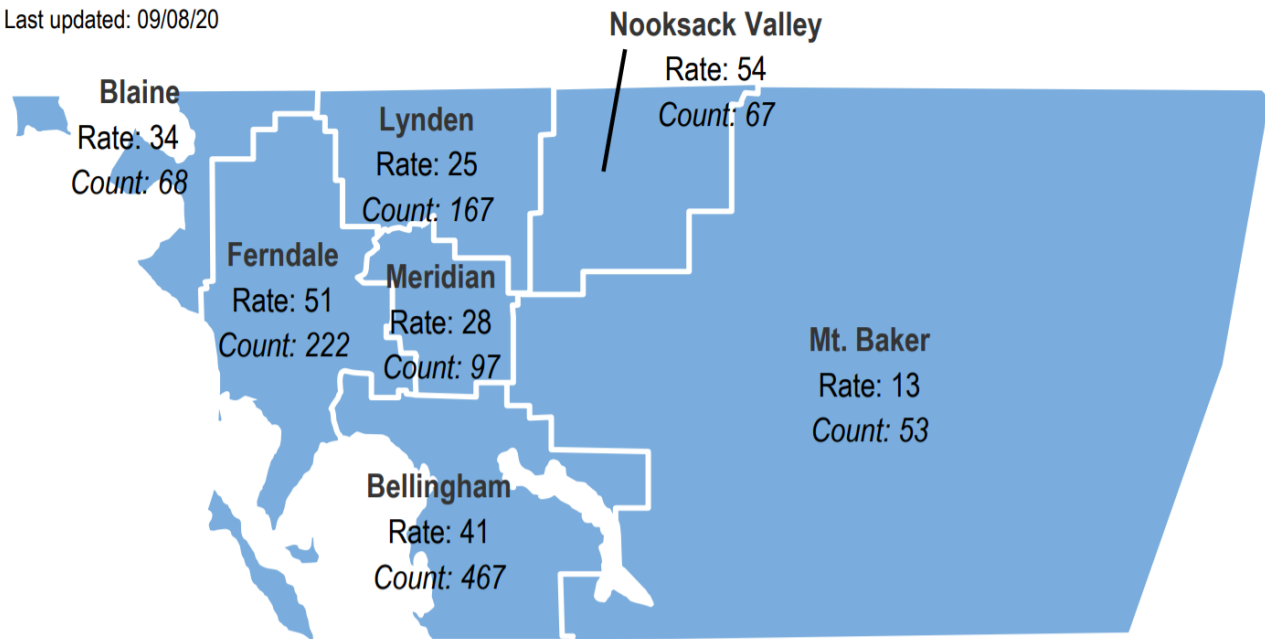 Last updated: 09/08/20
Nooksack Valley
Rate: 54
Count: 67
Blaine
Rate: 34
Count: 68
Lynden
Rate: 25
Count: 167
Ferndale
Rate: 51
Count: 222
Meridian
Rate: 28
Count: 97
Mt. Baker
Rate: 13
Count: 53
Bellingham
Rate: 41
Count: 467